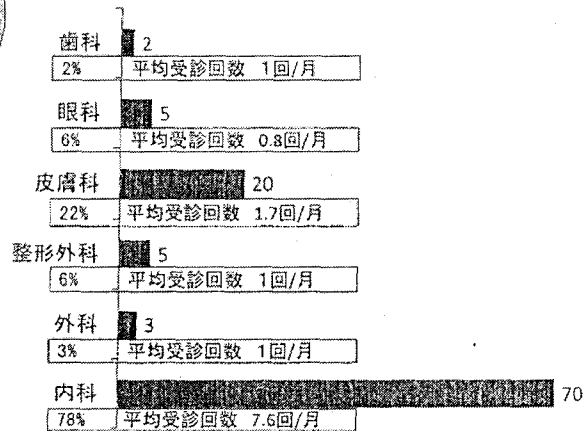 歯科 2
2% 平均受診回数 1回/月
眼科 5
6% 平均受診回数 0.8回/月
皮膚科 20
22% 平均受診回数 1.7回/月
整形外科 5
6% 平均受診回数 1回/月
外科 3
3% 平均受診回数 1回/月
内科 70
78% 平均受診回数 7.6回/月